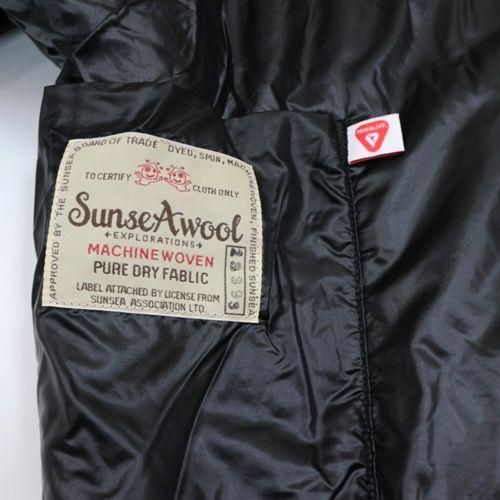 APPROVED BY THE SUNSEA BOARD OF TRADE DYED, SPUN, MACHINEWOVEN, FINISHED SUNSEA
TO CERTIFY CLOTH ONLY
SunseAwool
EXPLORATIONS
MACHINEWOVEN
PURE DRY FABLIC
LABEL ATTACHED BY LICENSE FROM
SUNSEA ASSOCIATION LTD.
PRIMALOFT